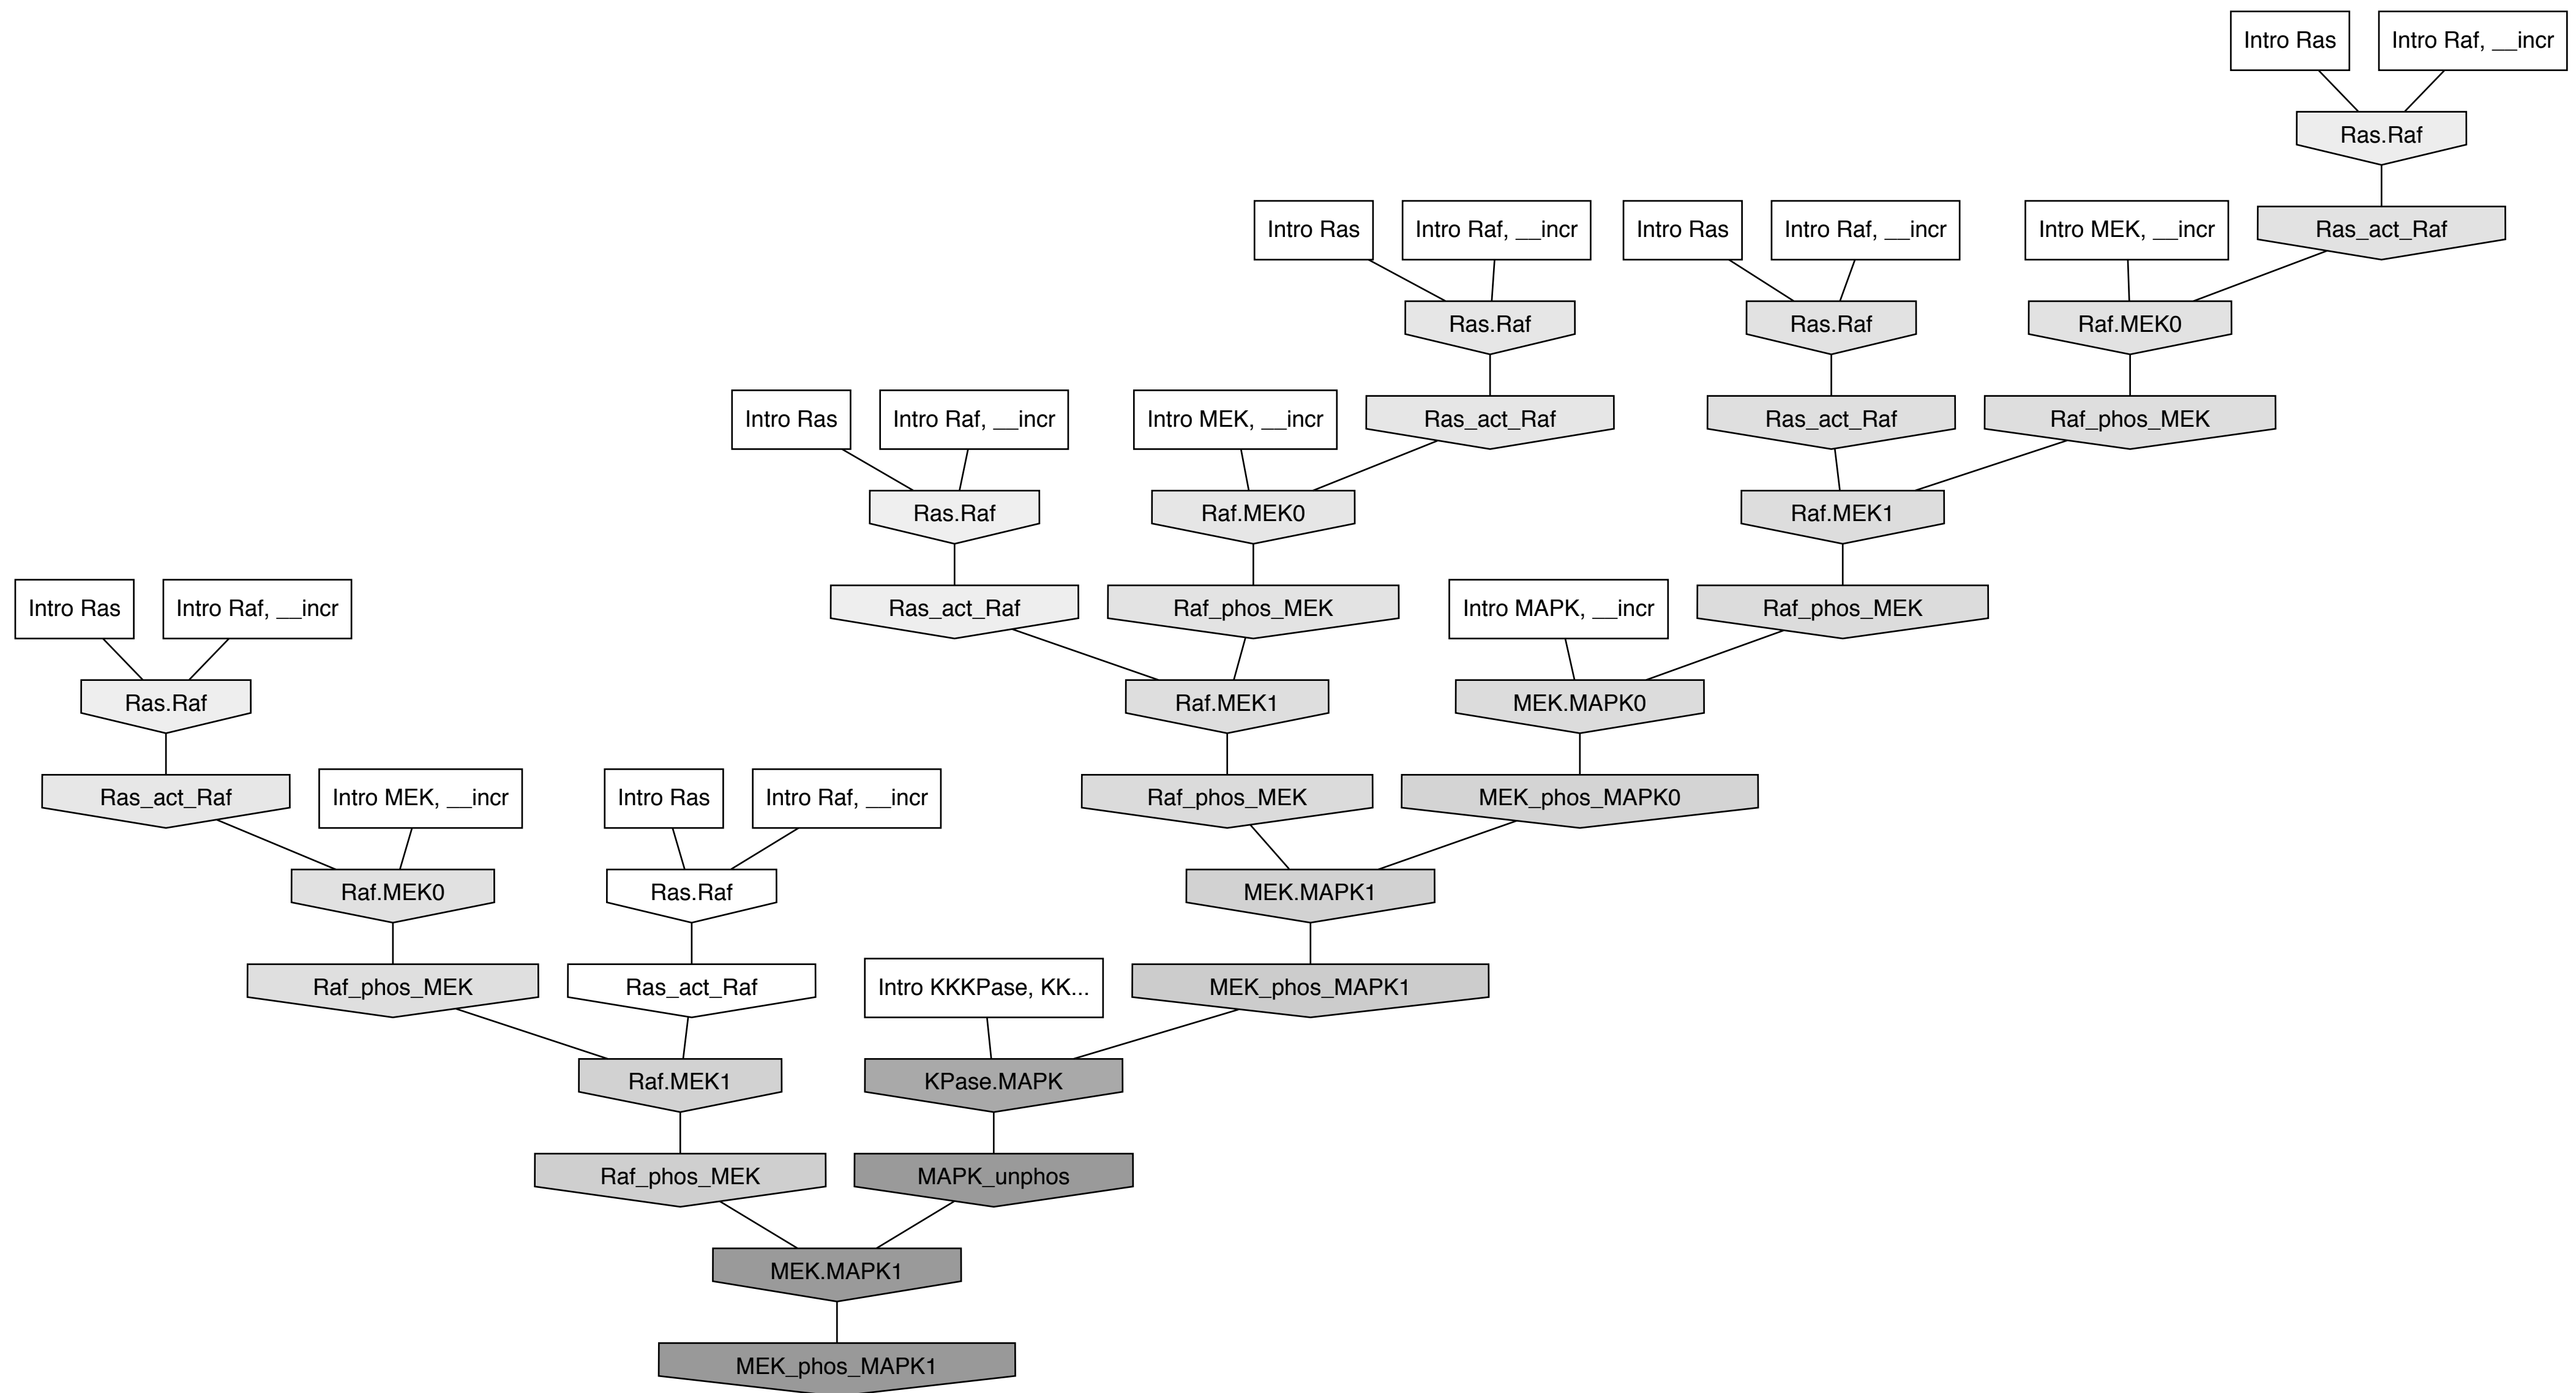 Intro Ras
Intro Raf, __incr
Ras.Raf
Intro Ras
Intro Raf, __incr
Intro Ras
Intro Raf, __incr
Intro MEK, __incr
Ras_act_Raf
Ras.Raf
Ras.Raf
Raf.MEK0
Intro Ras
Intro Raf, __incr
Intro MEK, __incr
Ras_act_Raf
Ras_act_Raf
Raf_phos_MEK
Ras.Raf
Raf.MEK0
Raf.MEK1
Intro Ras
Intro Raf, __incr
Ras_act_Raf
Raf_phos_MEK
Intro MAPK, __incr
Raf_phos_MEK
Ras.Raf
Raf.MEK1
MEK.MAPK0
Ras_act_Raf
Intro MEK, __incr
Intro Ras
Intro Raf, __incr
Raf_phos_MEK
MEK_phos_MAPK0
Raf.MEK0
Ras.Raf
MEK.MAPK1
Raf_phos_MEK
Ras_act_Raf
Intro KKKPase, KK...
MEK_phos_MAPK1
Raf.MEK1
KPase.MAPK
Raf_phos_MEK
MAPK_unphos
MEK.MAPK1
MEK_phos_MAPK1